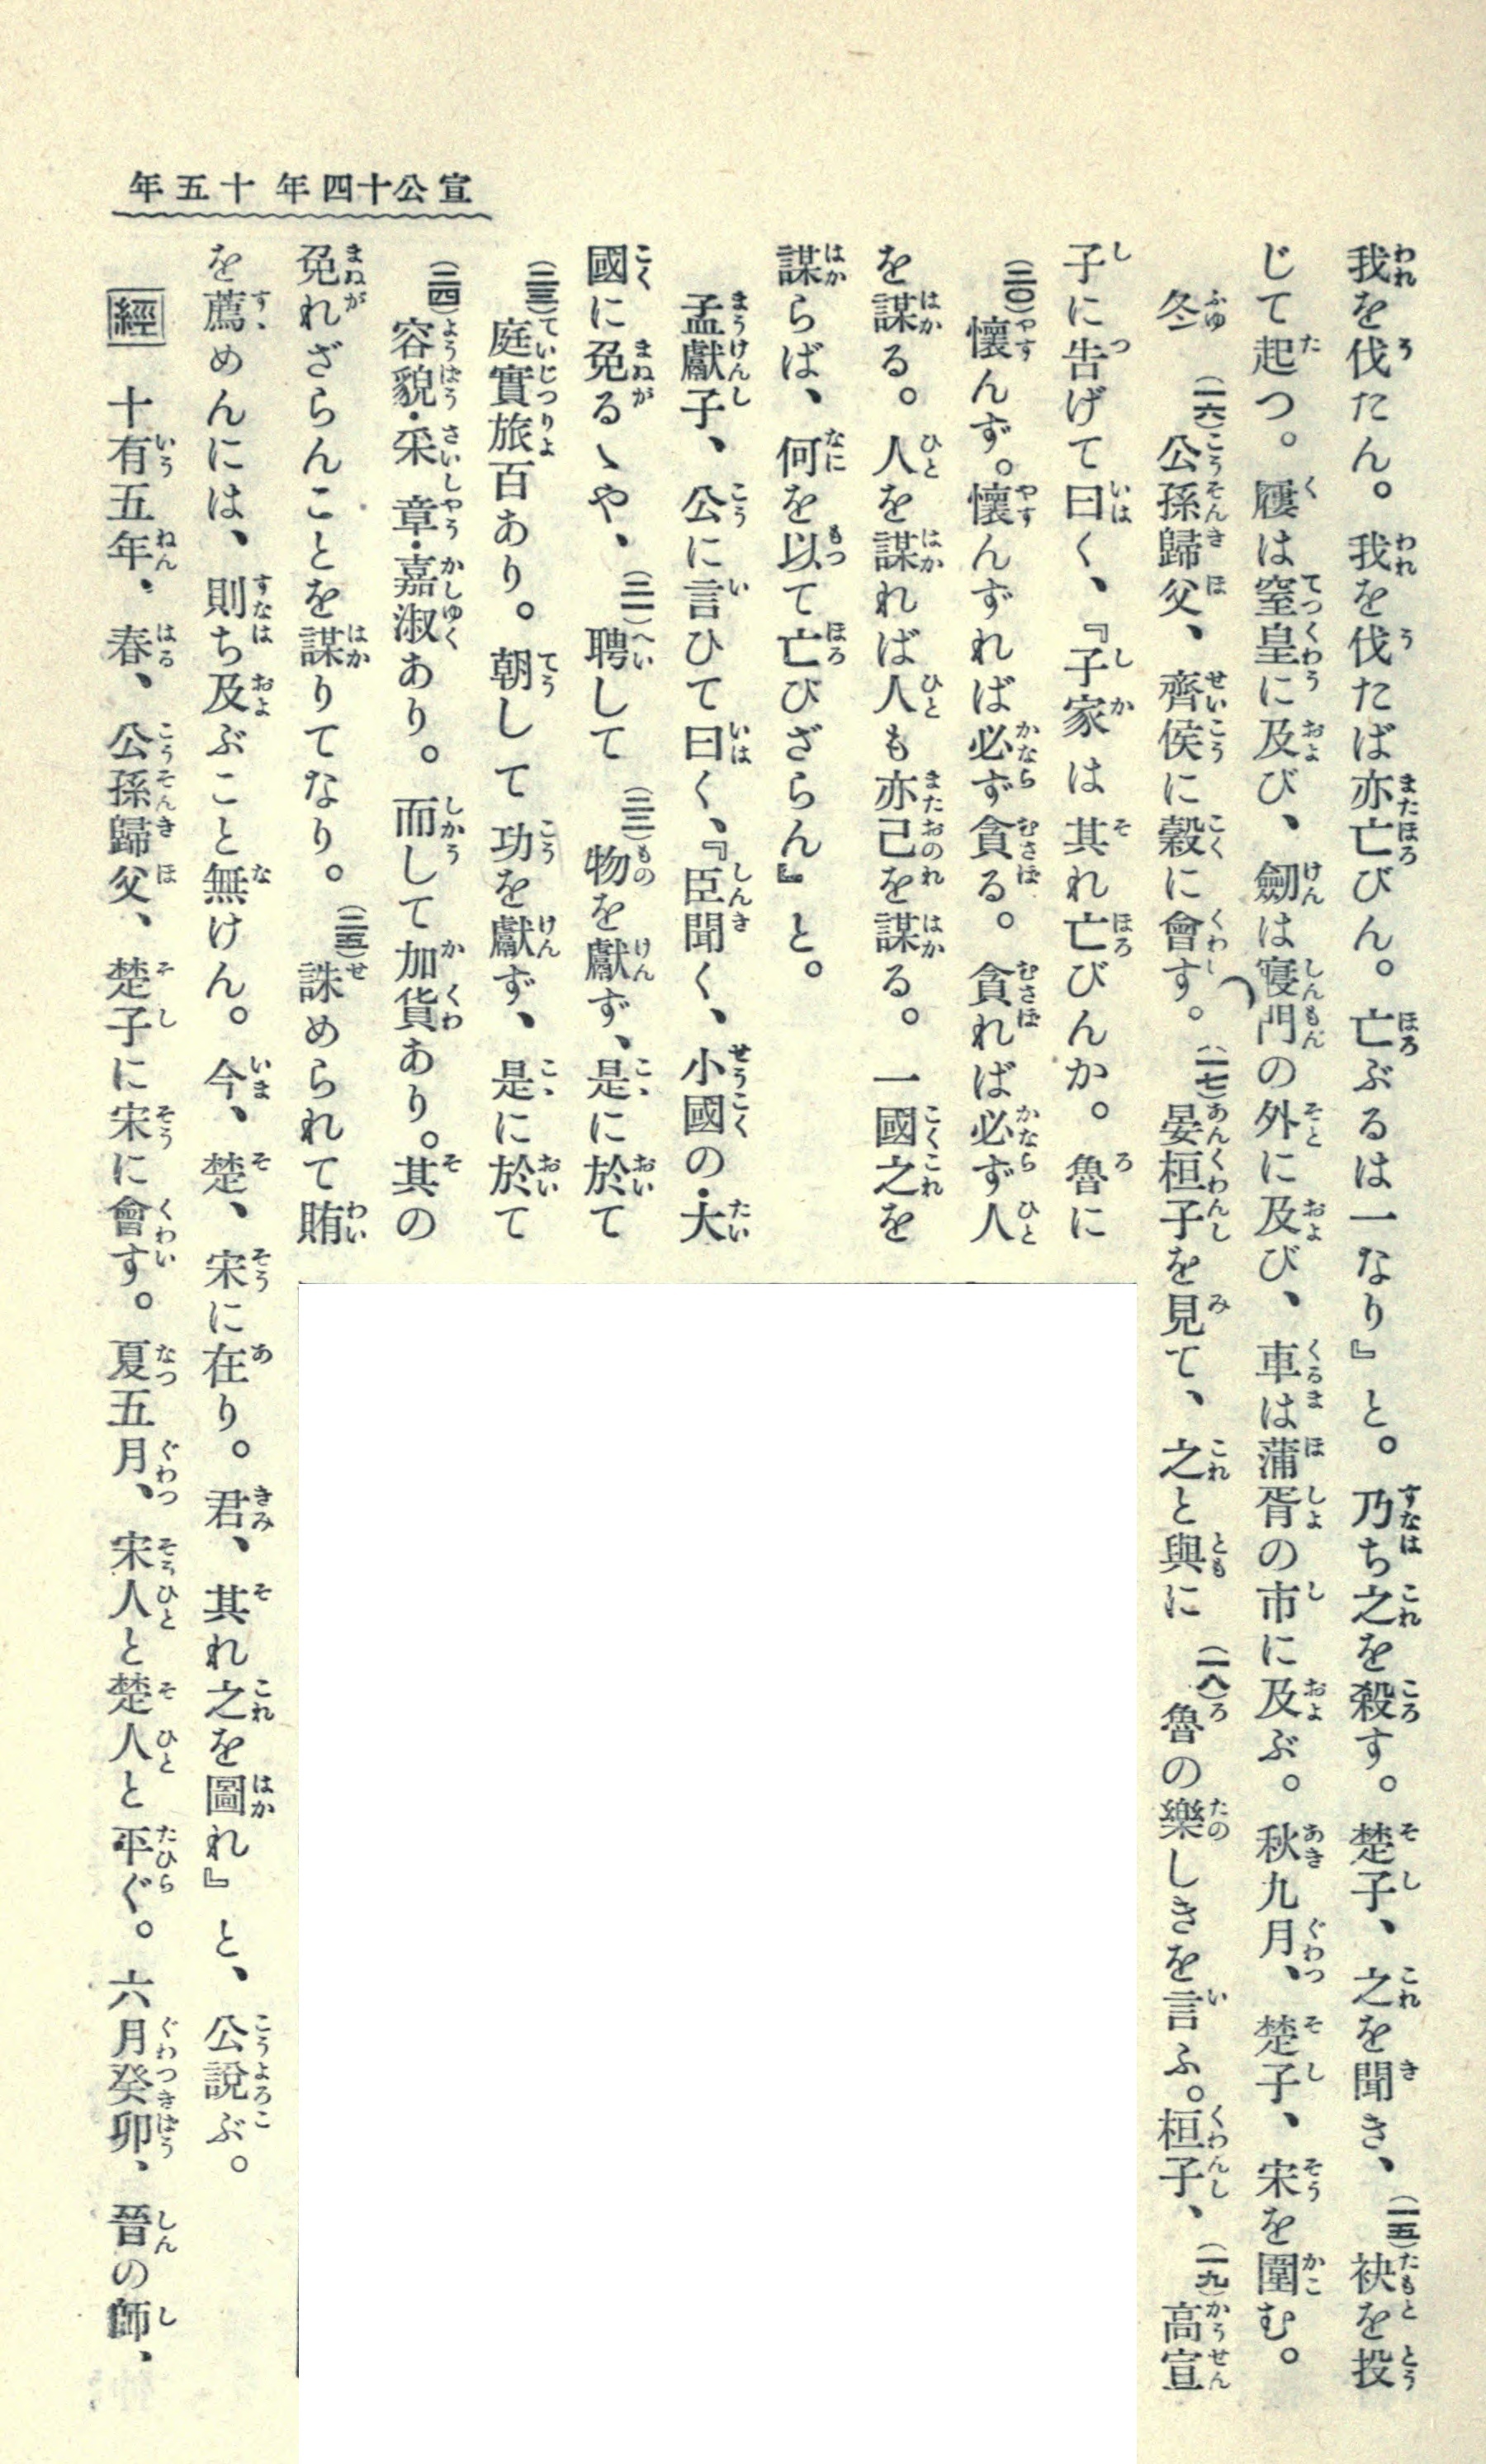 宣公十四年 十五年
我を伐たん。我を伐たば亦亡びん。亡ぶるは一なり』と。乃ち之を殺す。楚子、之を聞き、(一五)袂を投
じて起つ。屨は窒皇に及び、劒は寢門の外に及び、車は蒲胥の市に及ぶ。秋九月、楚子、宋を圍む。
冬(一六)公孫歸父、齊侯に穀に會す。(一七)晏桓子を見て、之と與に(一八)魯の樂しきを言ふ。桓子、(一九)高宣
子に吿げて曰く、『子家は其れ亡びんか。魯に
(二〇)懷んず。懷んずれば必ず貪る。貪れば必ず人
を謀る。人を謀れば人も亦己を謀る。一國之を
謀らば、何を以て亡びざらん』と。
孟獻子、公に言ひて曰く、『臣聞く、小國の・大
國に免るゝや、(二一)聘して(二二)物を獻ず、是に於て
(二三)庭實旅百あり。朝して功を獻ず、是に於て
(二四)容貌・采章・嘉淑あり。而して加貨あり。其の
免れざらんことを謀りてなり。(二五)誅められて賄
を薦めんには、則ち及ぶこと無けん。今、楚、宋に在り。君、其れ之を圖れ』と、公說ぶ。
經 十有五年、春、公孫歸父、楚子に宋に會す。夏五月、宋人と楚人と平ぐ。六月癸卯、晉の師、